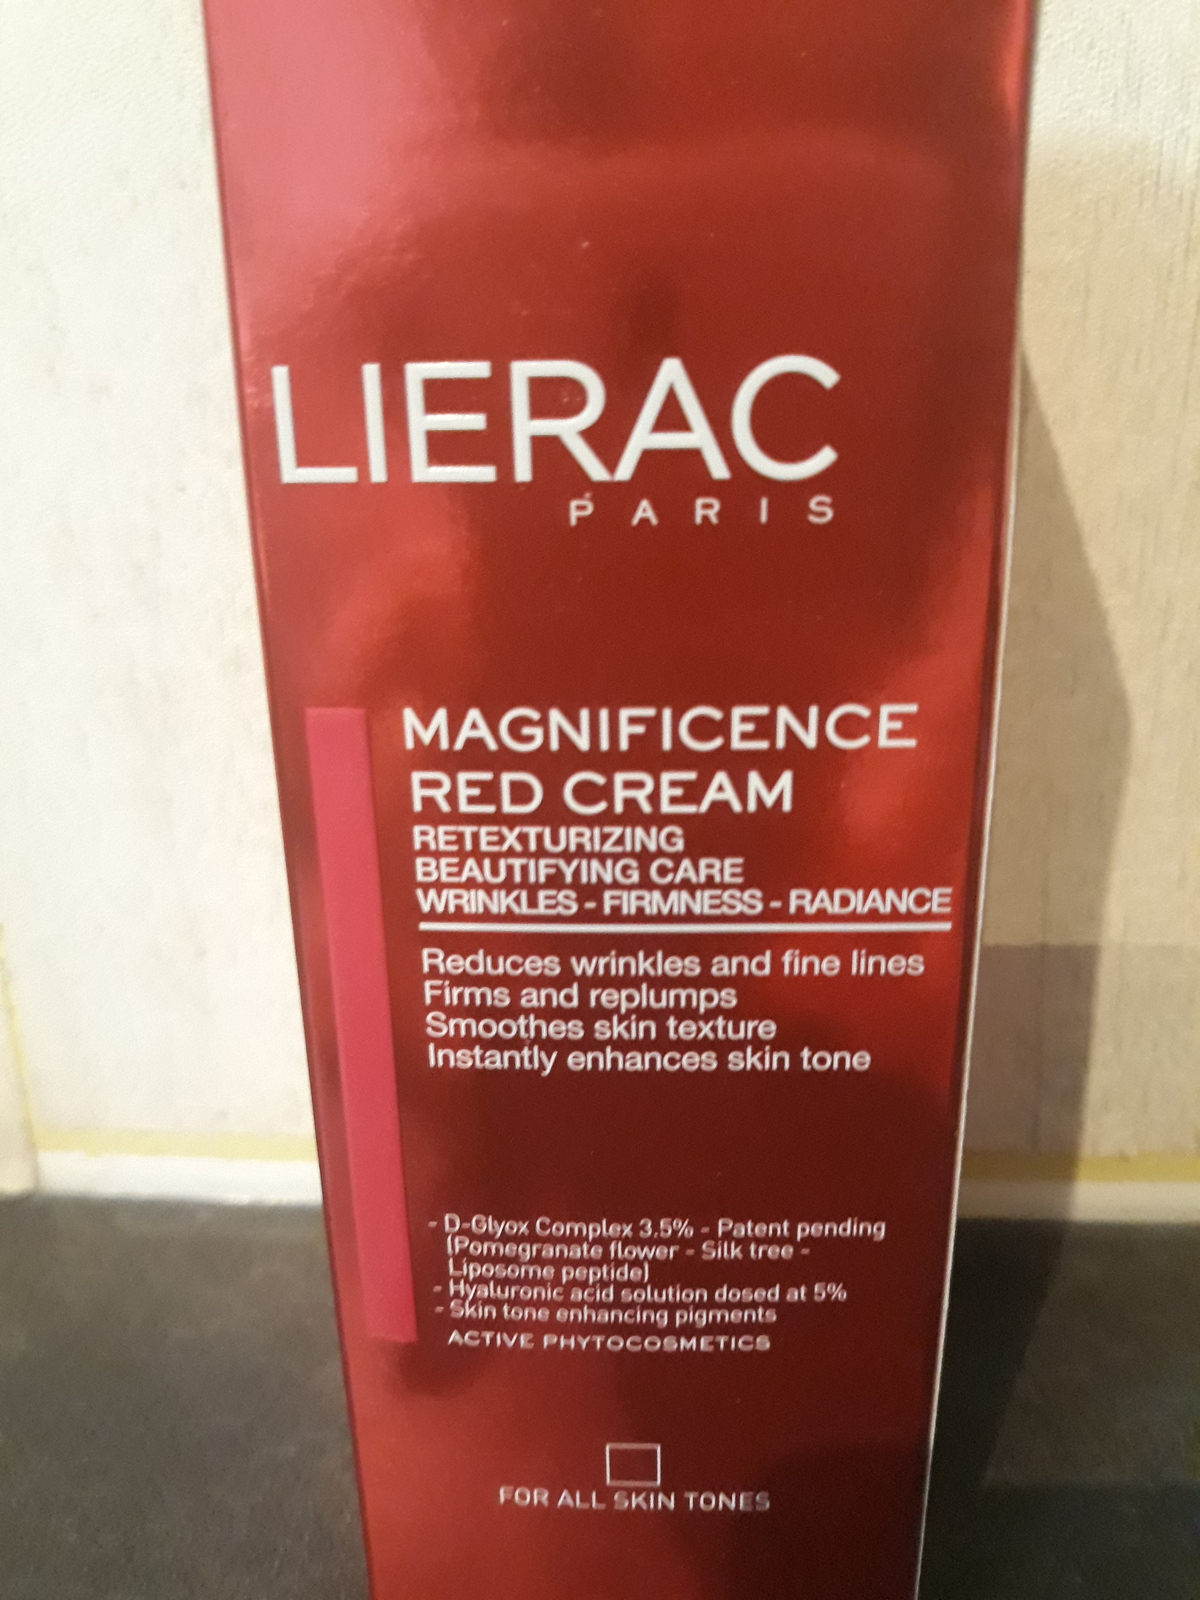 LIERAC
PARIS
MAGNIFICENCE
RED CREAM
RETEXTURIZING
BEAUTIFYING CARE
WRINKLES - FIRMNESS - RADIANCE
Reduces wrinkles and fine lines
Firms and replumps
Smoothes skin texture
Instantly enhances skin tone
- D-Glyox Complex 3.5% - Patent pending
(Pomegranate flower - Silk tree -
Liposome peptide)
- Hyaluronic acid solution dosed at 5%
- Skin tone enhancing pigments
ACTIVE PHYTOCOSMETICS
FOR ALL SKIN TONES